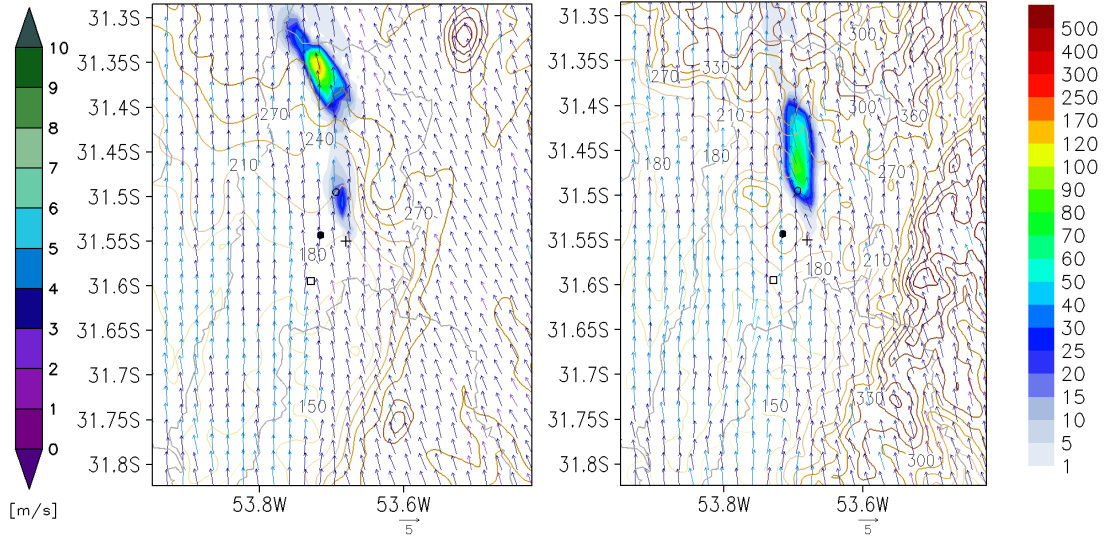 10
9
8
7
6
5
4
3
2
1
0
[m/s]
31.3S
31.35S
31.4S
31.45S
31.5S
31.55S
31.6S
31.65S
31.7S
31.75S
31.8S
270
240
210
270
180
150
53.8W
53.6W
5
31.3S
31.35S
31.4S
31.45S
31.5S
31.55S
31.6S
31.65S
31.7S
31.75S
31.8S
300
330
270
210
300
360
180
180
270
210
180
150
330
300
53.8W
53.6W
5
500
400
300
250
170
120
100
90
80
70
60
50
40
30
25
20
15
10
5
1